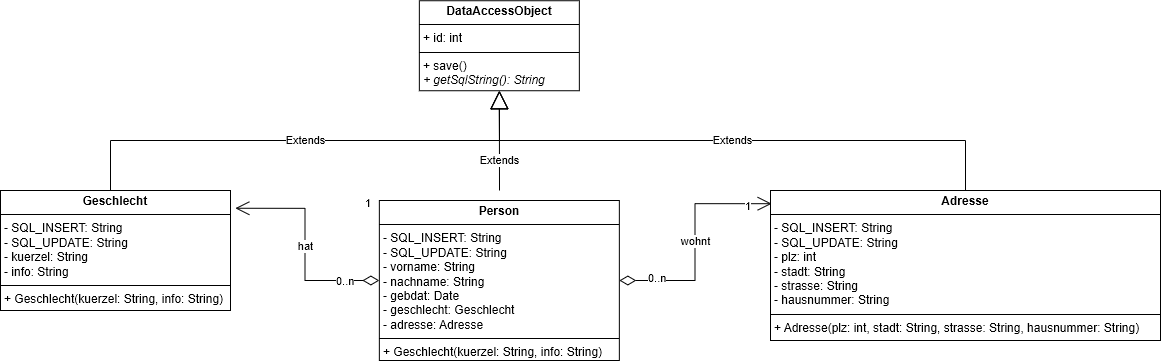 DataAccessObject
+ id: int
+ save()
+ getSqlString(): String
Extends
Extends
Extends
Geschlecht
- SQL_INSERT: String
- SQL_UPDATE: String
- kuerzel: String
- info: String
+ Geschlecht(kuerzel: String, info: String)
1
hat
0..n
Person
- SQL_INSERT: String
- SQL_UPDATE: String
- vorname: String
- nachname: String
- gebdat: Date
- geschlecht: Geschlecht
- adresse: Adresse
+ Geschlecht(kuerzel: String, info: String)
1
wohnt
0..n
Adresse
- SQL_INSERT: String
- SQL_UPDATE: String
- plz: int
- stadt: String
- strasse: String
- hausnummer: String
+ Adresse(plz: int, stadt: String, strasse: String, hausnummer: String)